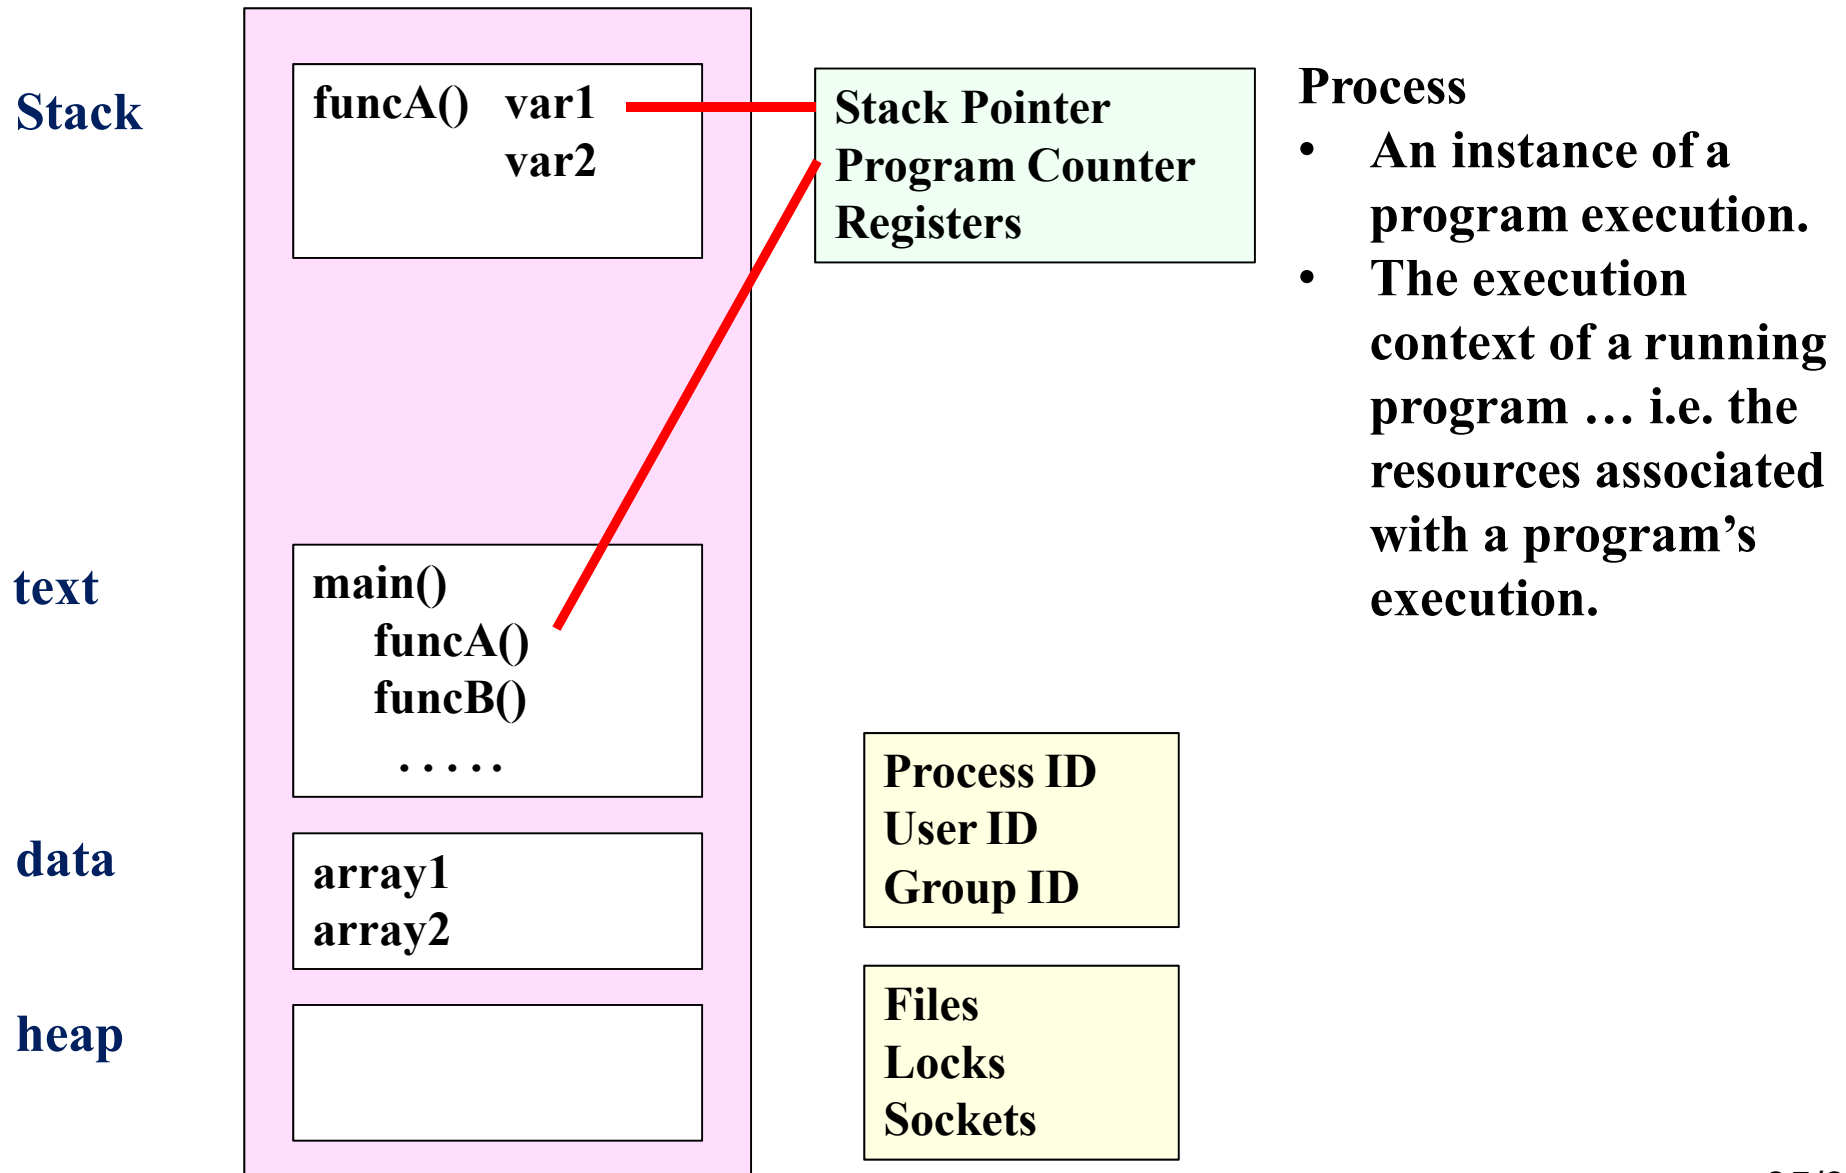 Stack
funcA() var1
var2
Stack Pointer
Program Counter
Registers
Process
• An instance of a
program execution.
• The execution
context of a running
program … i.e. the
resources associated
with a program’s
execution.
text
main()
funcA()
funcB()
. . . . .
data
array1
array2
heap
Process ID
User ID
Group ID
Files
Locks
Sockets